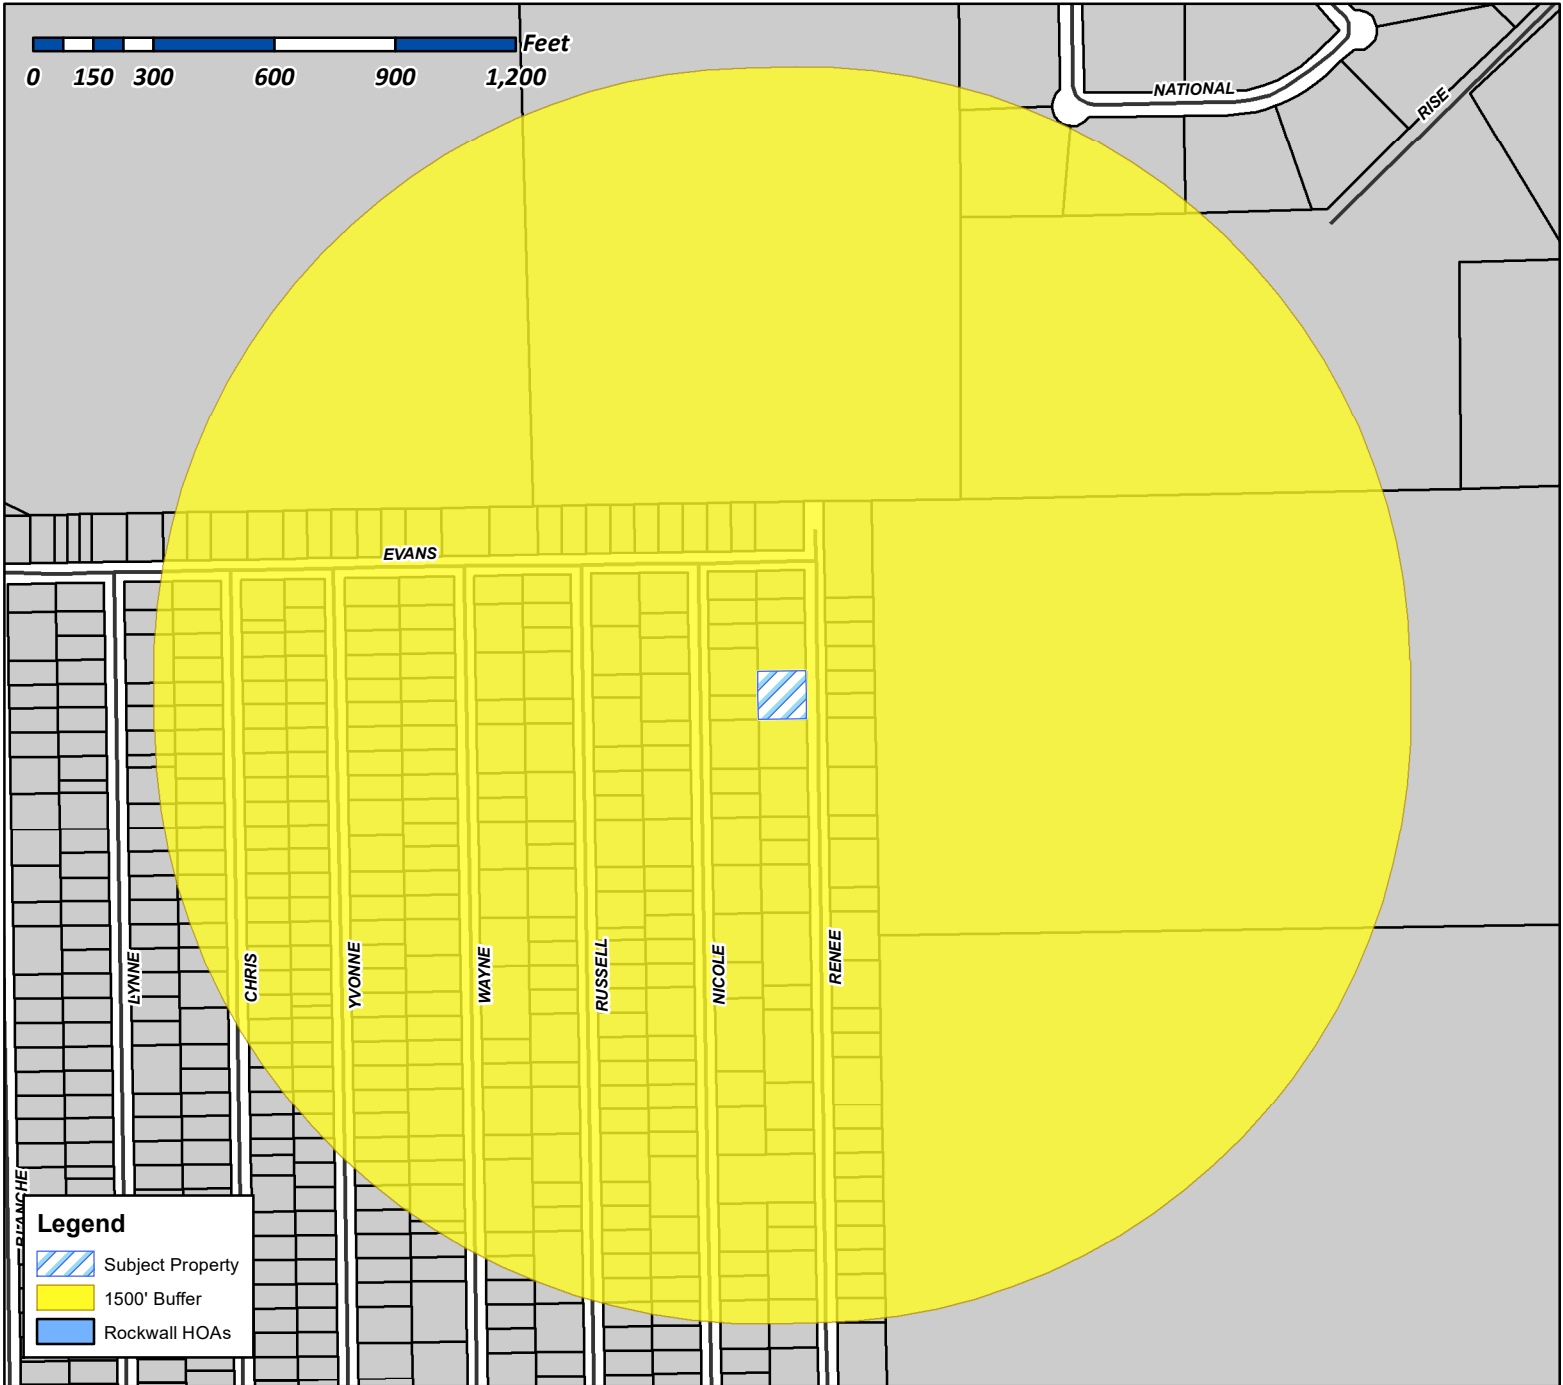 Feet
0 150 300 600 900 1,200
NATIONAL
RISE
EVANS
LYNNE
CHRIS
YVONNE
WAYNE
RUSSELL
NICOLE
RENEE
BLANCHE
Legend
Subject Property
1500' Buffer
Rockwall HOAs